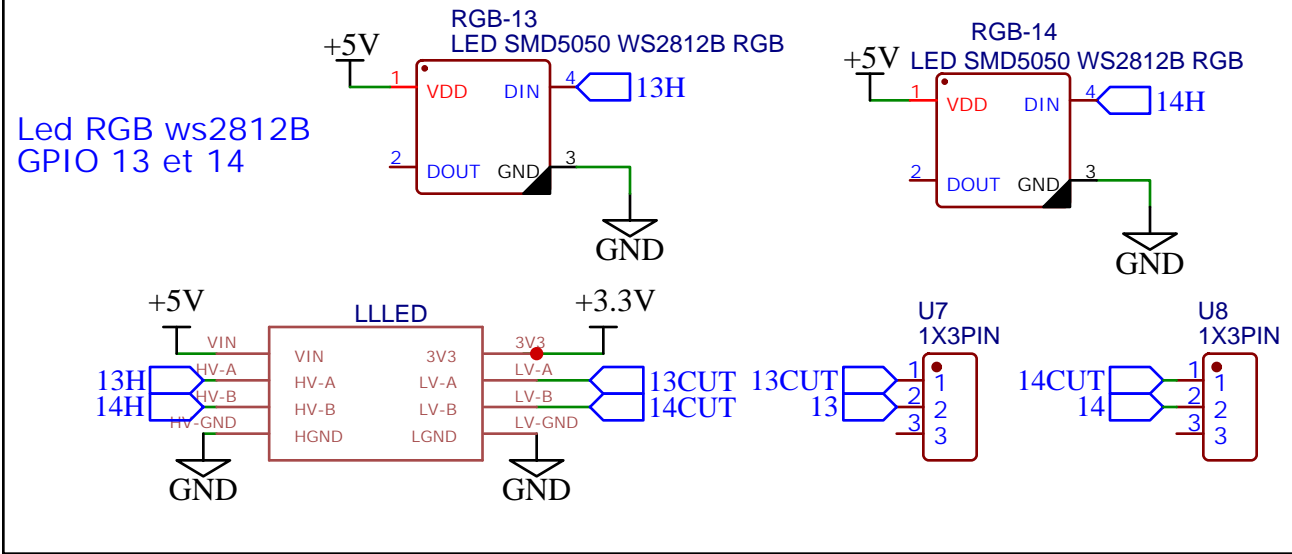 RGB-13
LED SMD5050 WS2812B RGB
+5V
1
VDD
DIN
4
13H
2
DOUT
GND
3
GND
RGB-14
LED SMD5050 WS2812B RGB
+5V
1
VDD
DIN
4
14H
2
DOUT
GND
3
GND
Led RGB ws2812B
GPIO 13 et 14
+5V
LLLED
+3.3V
VIN
VIN
3V3
3V3
13H
HV-A
HV-A
LV-A
LV-A
13CUT
14H
HV-B
HV-B
LV-B
LV-B
14CUT
HV-GND
HGND
LGND
LV-GND
GND
GND
U7
1X3PIN
13CUT
1
1
13
2
2
3
3
U8
1X3PIN
14CUT
1
1
14
2
2
3
3